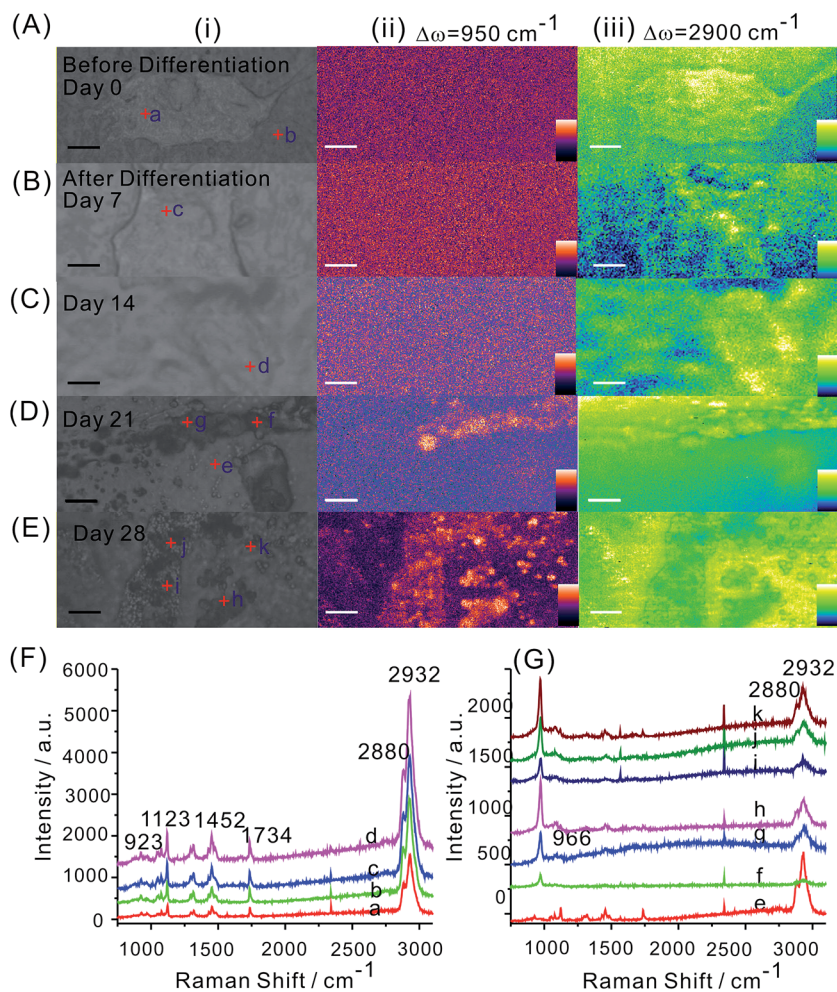 (A) (i) (ii) Δω=950 cm⁻¹ (iii) Δω=2900 cm⁻¹
Before Differentiation
Day 0
a
b
(B) After Differentiation
Day 7
c
(C) Day 14
d
(D) Day 21
g f
e
(E) Day 28
j k
i
h
(F)
6000
5000
4000
3000
2000
1000
0
Intensity / a.u.
2932
2880
1123 1452
923 1734
d
c
b
a
1000 1500 2000 2500 3000
Raman Shift / cm⁻¹
(G)
2000
1500
1000
500
0
Intensity / a.u.
2932
2880
k
j
i
h
966 g
f
e
1000 1500 2000 2500 3000
Raman Shift / cm⁻¹